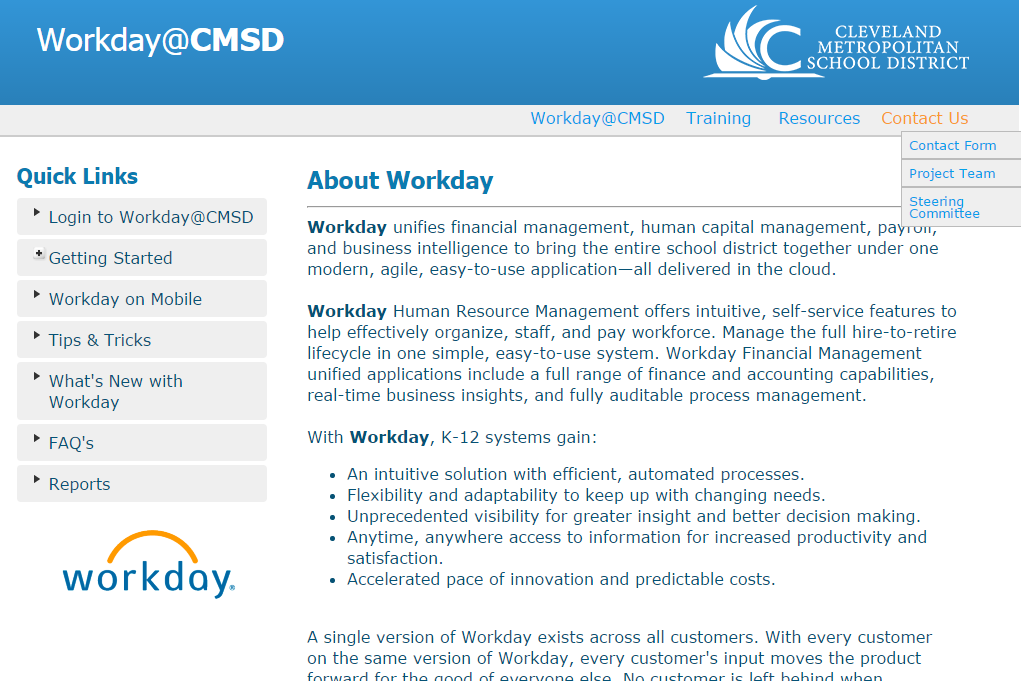 Workday@CMSD
CLEVELAND
METROPOLITAN
SCHOOL DISTRICT
Workday@CMSD Training Resources Contact Us
Contact Form
Project Team
Steering
Committee
Quick Links
Login to Workday@CMSD
Getting Started
Workday on Mobile
Tips & Tricks
What's New with
Workday
FAQ's
Reports
workday®
About Workday
Workday unifies financial management, human capital management, payroll,
and business intelligence to bring the entire school district together under one
modern, agile, easy-to-use application—all delivered in the cloud.
Workday Human Resource Management offers intuitive, self-service features to
help effectively organize, staff, and pay workforce. Manage the full hire-to-retire
lifecycle in one simple, easy-to-use system. Workday Financial Management
unified applications include a full range of finance and accounting capabilities,
real-time business insights, and fully auditable process management.
With Workday, K-12 systems gain:
• An intuitive solution with efficient, automated processes.
• Flexibility and adaptability to keep up with changing needs.
• Unprecedented visibility for greater insight and better decision making.
• Anytime, anywhere access to information for increased productivity and
satisfaction.
• Accelerated pace of innovation and predictable costs.
A single version of Workday exists across all customers. With every customer
on the same version of Workday, every customer's input moves the product
forward for the good of everyone else. No customer is left behind when